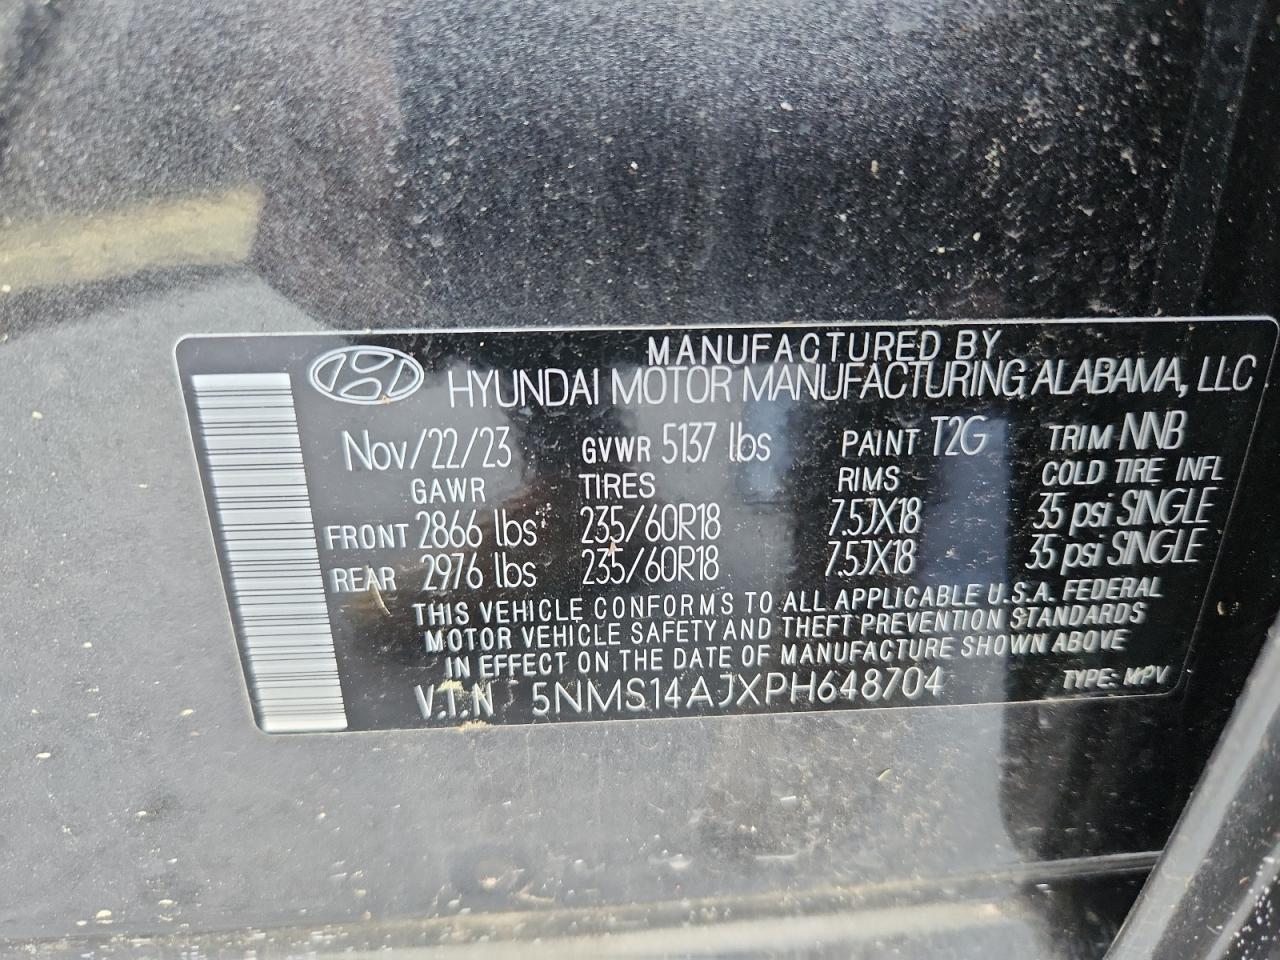 MANUFACTURED BY
HYUNDAI MOTOR MANUFACTURING ALABAMA, LLC
Nov/22/23 GVWR 5137 lbs PAINT T2G TRIM NNB
GAWR TIRES RIMS COLD TIRE INFL
FRONT 2866 lbs 235/60R18 7.5JX18 35 psi SINGLE
REAR 2976 lbs 235/60R18 7.5JX18 35 psi SINGLE
THIS VEHICLE CONFORMS TO ALL APPLICABLE U.S.A. FEDERAL
MOTOR VEHICLE SAFETY AND THEFT PREVENTION STANDARDS
IN EFFECT ON THE DATE OF MANUFACTURE SHOWN ABOVE
V.I.N 5NMS14AJXPH648704 TYPE: MPV